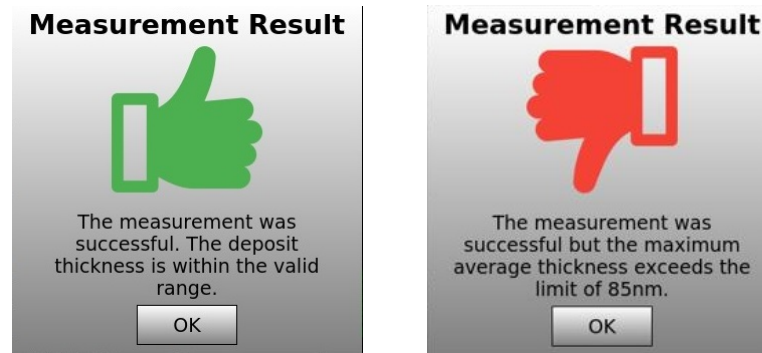 Measurement Result
The measurement was
successful. The deposit
thickness is within the valid
range.
OK
Measurement Result
The measurement was
successful but the maximum
average thickness exceeds the
limit of 85nm.
OK